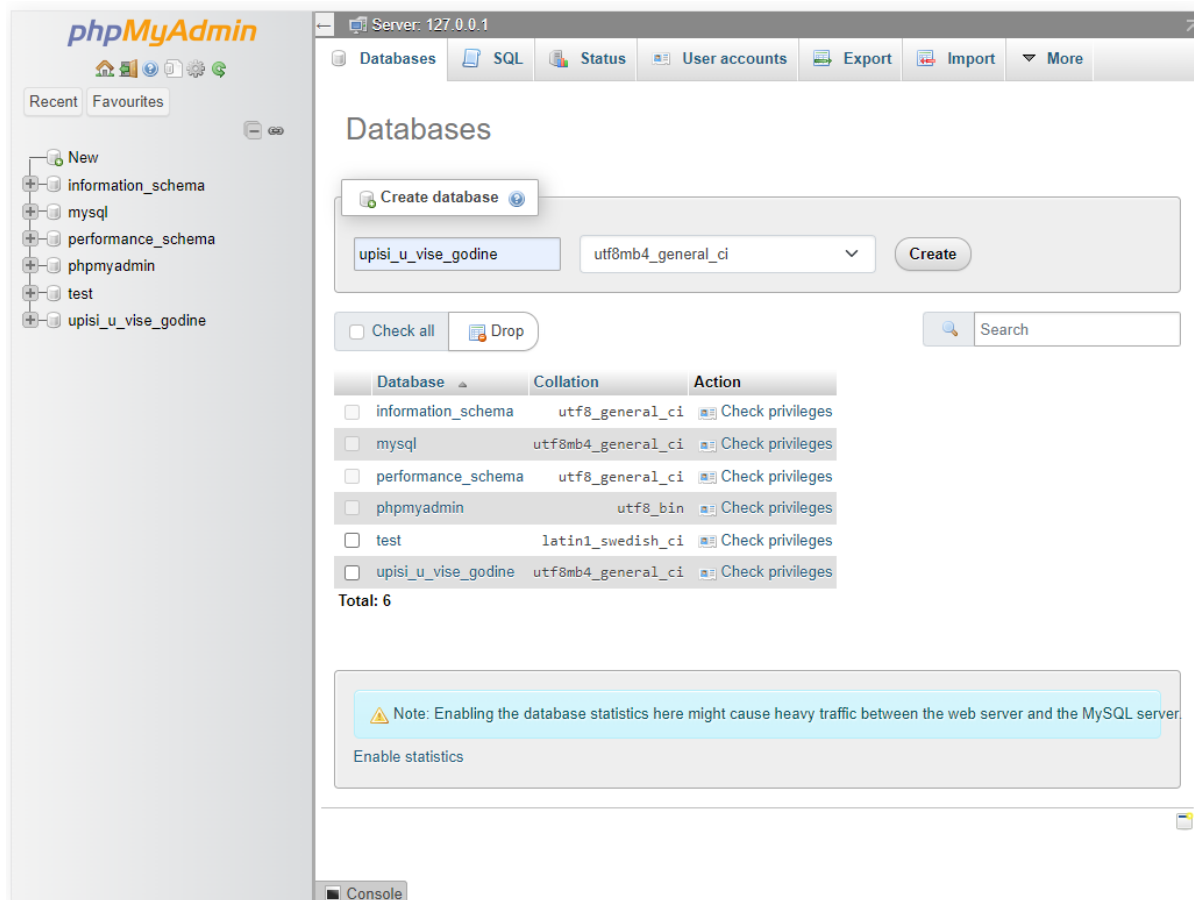 phpMyAdmin
Recent Favourites
New
information_schema
mysql
performance_schema
phpmyadmin
test
upisi_u_vise_godine
Server: 127.0.0.1
Databases SQL Status User accounts Export Import More
Databases
Create database
upisi_u_vise_godine utf8mb4_general_ci Create
Check all Drop Search
Database Collation Action
information_schema utf8_general_ci Check privileges
mysql utf8mb4_general_ci Check privileges
performance_schema utf8_general_ci Check privileges
phpmyadmin utf8_bin Check privileges
test latin1_swedish_ci Check privileges
upisi_u_vise_godine utf8mb4_general_ci Check privileges
Total: 6
Note: Enabling the database statistics here might cause heavy traffic between the web server and the MySQL server.
Enable statistics
Console